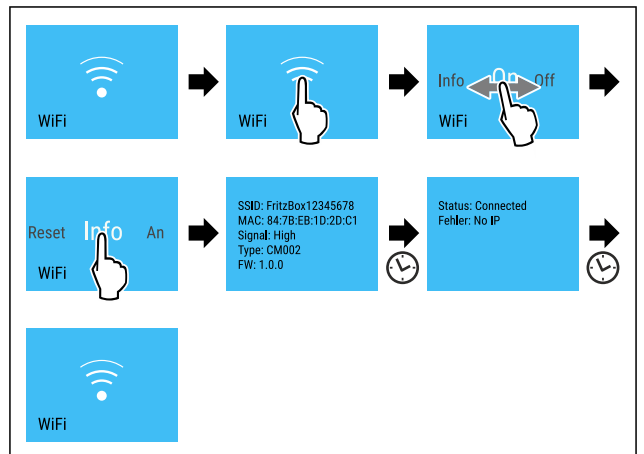 WiFi
WiFi
Info On Off
WiFi
Reset Info An
WiFi
SSID: FritzBox12345678
MAC: 84:7B:EB:1D:2D:C1
Signal: High
Type: CM002
FW: 1.0.0
Status: Connected
Fehler: No IP
WiFi